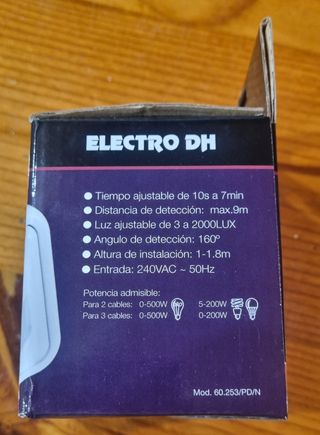 ELECTRO DH
● Tiempo ajustable de 10s a 7min
● Distancia de detección: max.9m
● Luz ajustable de 3 a 2000LUX
● Angulo de detección: 160º
● Altura de instalación: 1-1.8m
● Entrada: 240VAC ~ 50Hz
Potencia admisible:
Para 2 cables: 0-500W 5-200W
Para 3 cables: 0-500W 0-200W
Mod. 60.253/PD/N